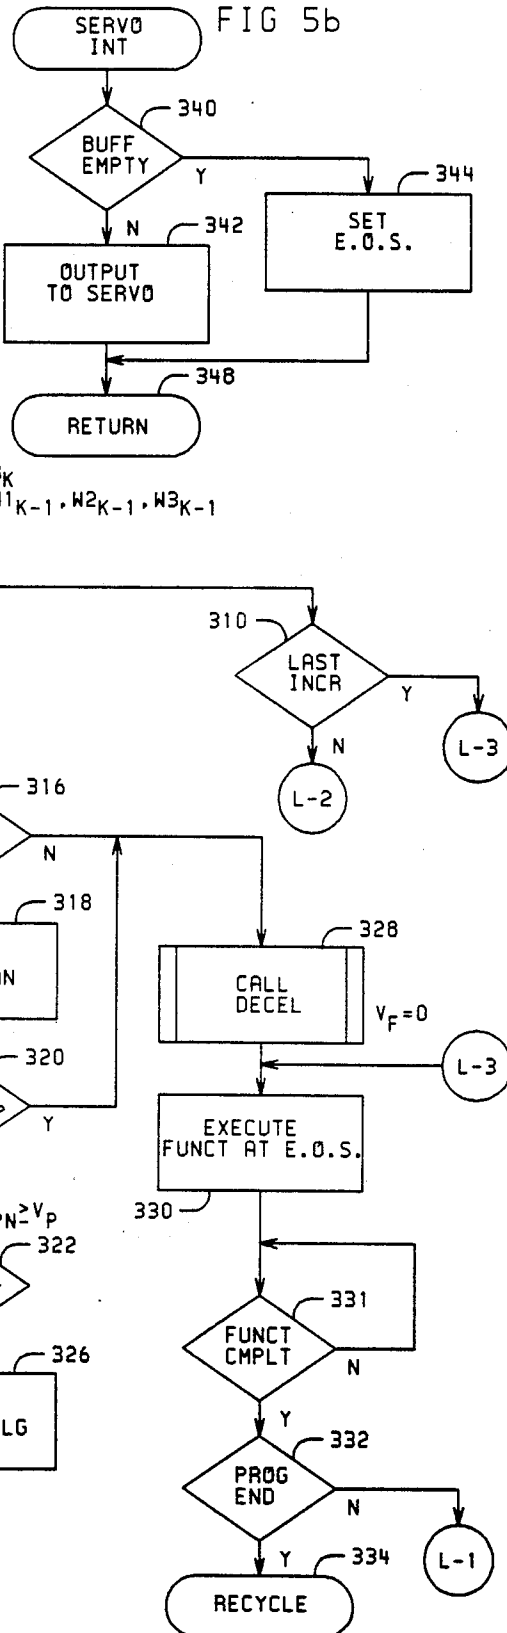 FIG 5b
SERVO
INT
340
BUFF
EMPTY
Y
344
N
342
SET
E.O.S.
OUTPUT
TO SERVO
348
RETURN
K
W1K-1, W2K-1, W3K-1
310
LAST
INCR
Y
N
L-3
L-2
316
N
318
328
CALL
DECEL
VF=0
320
L-3
Y
EXECUTE
FUNCT AT E.O.S.
330
PN≥VP
322
331
FUNCT
CMPLT
N
326
LG
Y
332
PROG
END
N
Y
334
L-1
RECYCLE